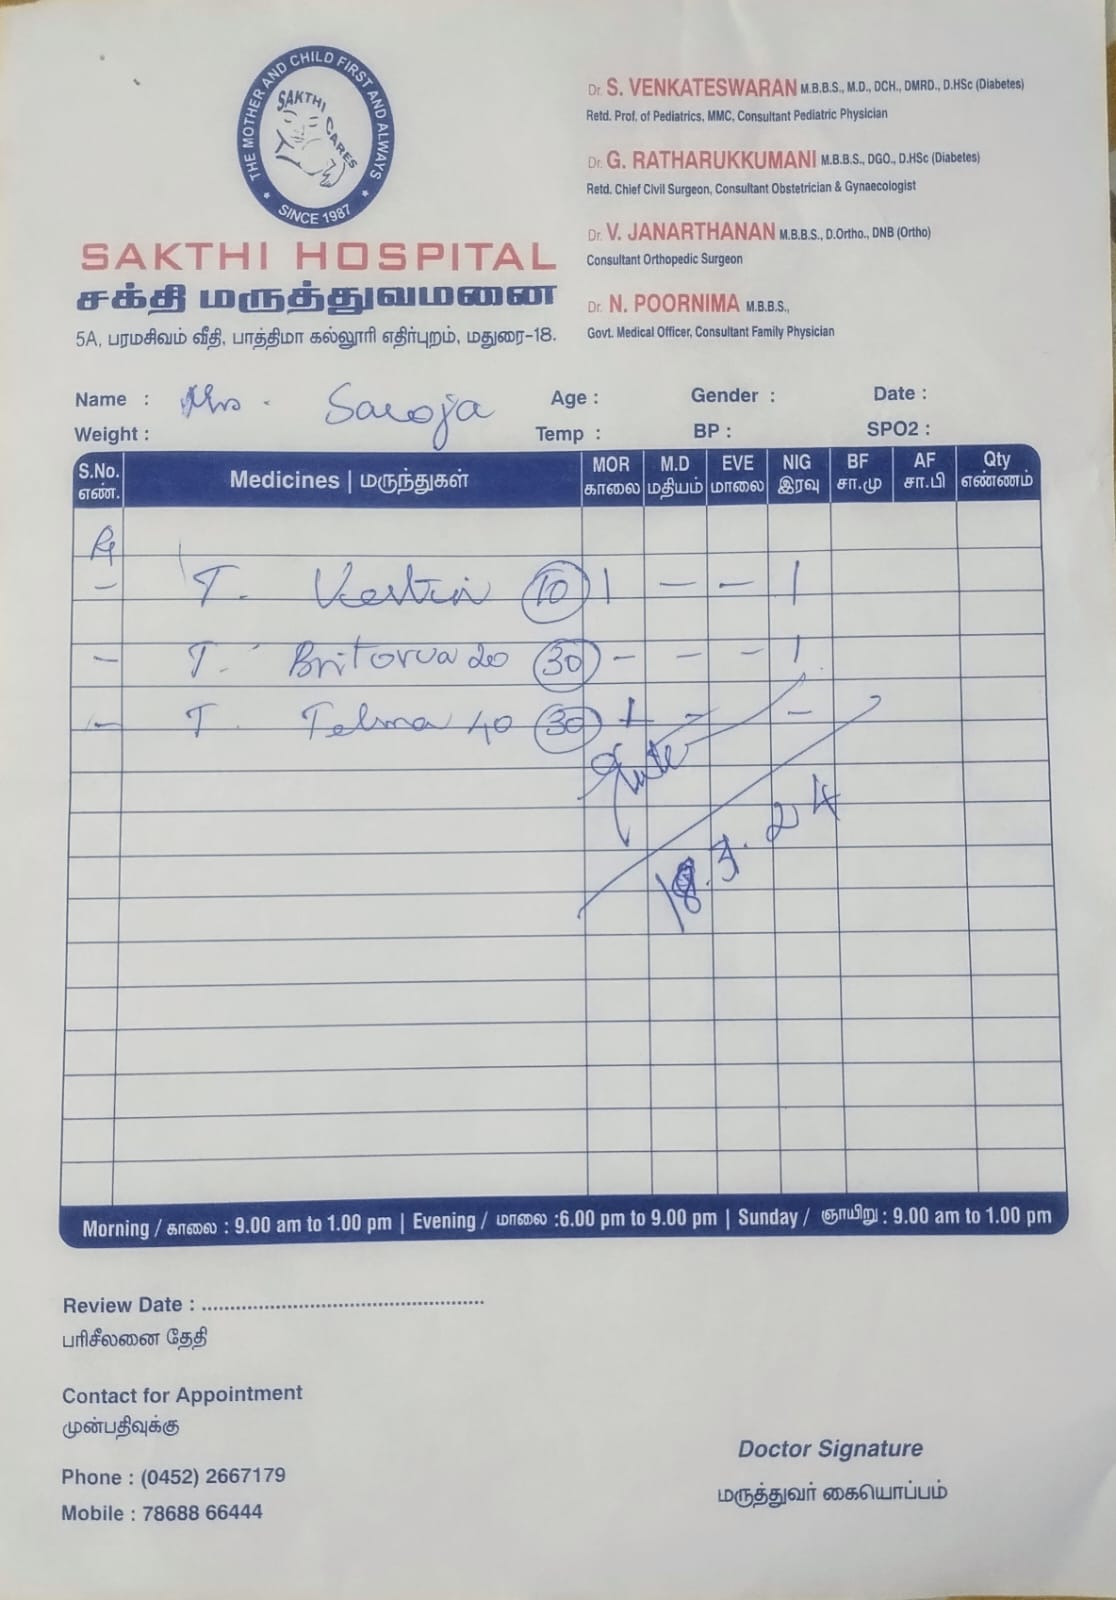 THE MOTHER AND CHILD FIRST AND ALWAYS
SAKTHI CARES
SINCE 1987
SAKTHI HOSPITAL
சக்தி மருத்துவமனை
5A, பரமசிவம் வீதி, பாத்திமா கல்லூரி எதிர்புறம், மதுரை-18.
Dr. S. VENKATESWARAN M.B.B.S., M.D., DCH., DMRD., D.HSc (Diabetes)
Retd. Prof. of Pediatrics, MMC, Consultant Pediatric Physician
Dr. G. RATHARUKKUMANI M.B.B.S., DGO., D.HSc (Diabetes)
Retd. Chief Civil Surgeon, Consultant Obstetrician & Gynaecologist
Dr. V. JANARTHANAN M.B.B.S., D.Ortho., DNB (Ortho)
Consultant Orthopedic Surgeon
Dr. N. POORNIMA M.B.B.S.,
Govt. Medical Officer, Consultant Family Physician
Name : Mrs. Saroja Age : Gender : Date :
Weight : Temp : BP : SPO2 :
S.No. Medicines | மருந்துகள் MOR M.D EVE NIG BF AF Qty
எண். காலை மதியம் மாலை இரவு சா.மு சா.பி எண்ணம்
Rx
- T. Vertin 10 1 - - 1
- T. Britorva 20 30 - - - 1
- T. Telma 40 30 1 - -
24
Morning / காலை : 9.00 am to 1.00 pm | Evening / மாலை :6.00 pm to 9.00 pm | Sunday / ஞாயிறு : 9.00 am to 1.00 pm
Review Date : ..................................................
பரிசீலனை தேதி
Contact for Appointment
முன்பதிவுக்கு
Phone : (0452) 2667179
Mobile : 78688 66444
Doctor Signature
மருத்துவர் கையொப்பம்